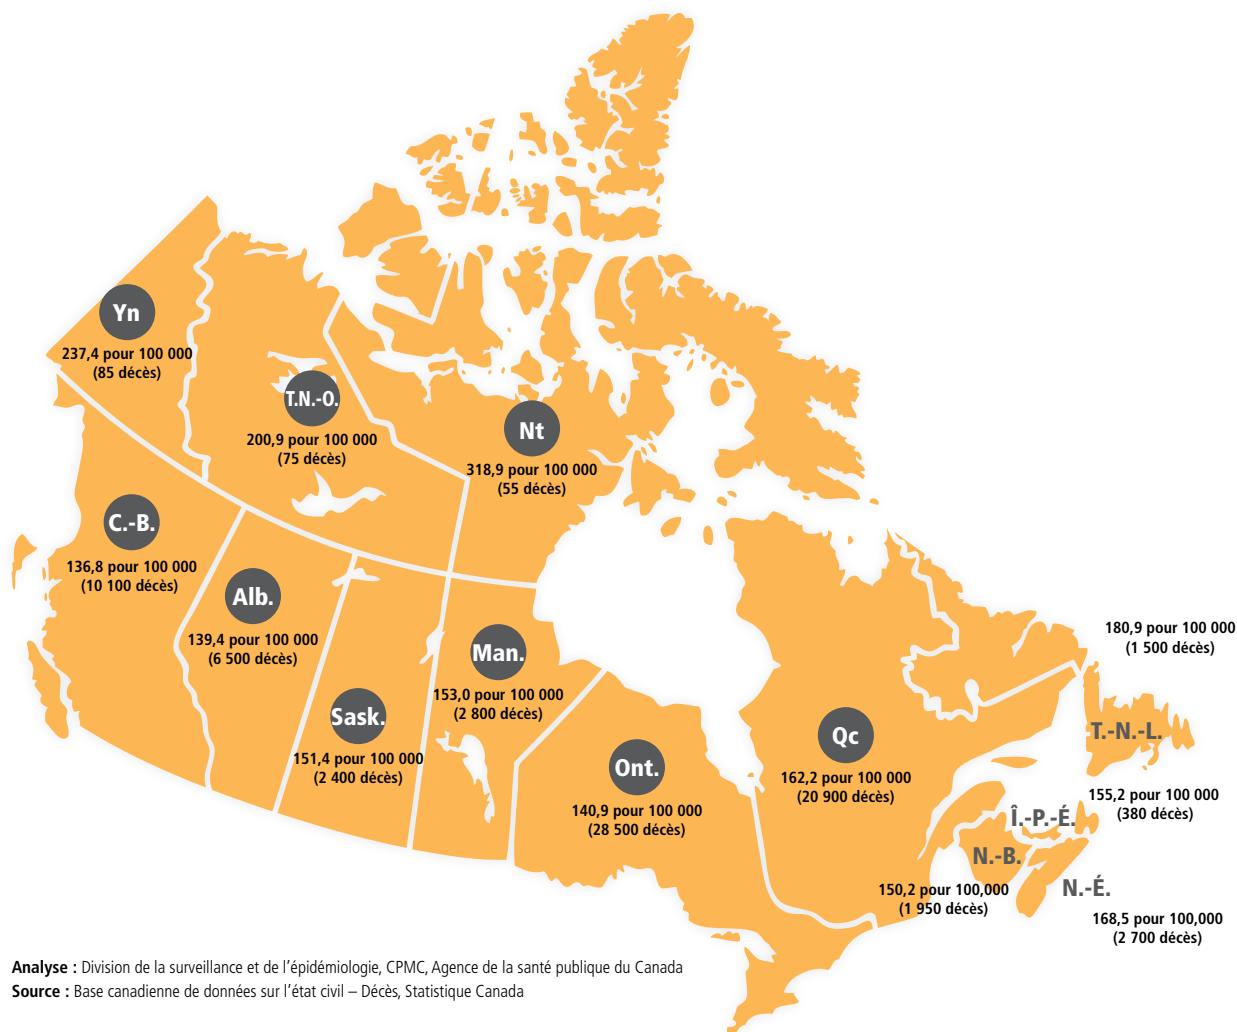 Yn
237,4 pour 100 000
(85 décès)
T.N.-O.
200,9 pour 100 000
(75 décès)
Nt
318,9 pour 100 000
(55 décès)
C.-B.
136,8 pour 100 000
(10 100 décès)
Alb.
139,4 pour 100 000
(6 500 décès)
Sask.
151,4 pour 100 000
(2 400 décès)
Man.
153,0 pour 100 000
(2 800 décès)
Ont.
140,9 pour 100 000
(28 500 décès)
Qc
162,2 pour 100 000
(20 900 décès)
180,9 pour 100 000
(1 500 décès)
T.-N.-L.
155,2 pour 100 000
(380 décès)
Î.-P.-É.
N.-B.
150,2 pour 100,000
(1 950 décès)
N.-É.
168,5 pour 100,000
(2 700 décès)
Analyse : Division de la surveillance et de l'épidémiologie, CPMC, Agence de la santé publique du Canada
Source : Base canadienne de données sur l'état civil – Décès, Statistique Canada